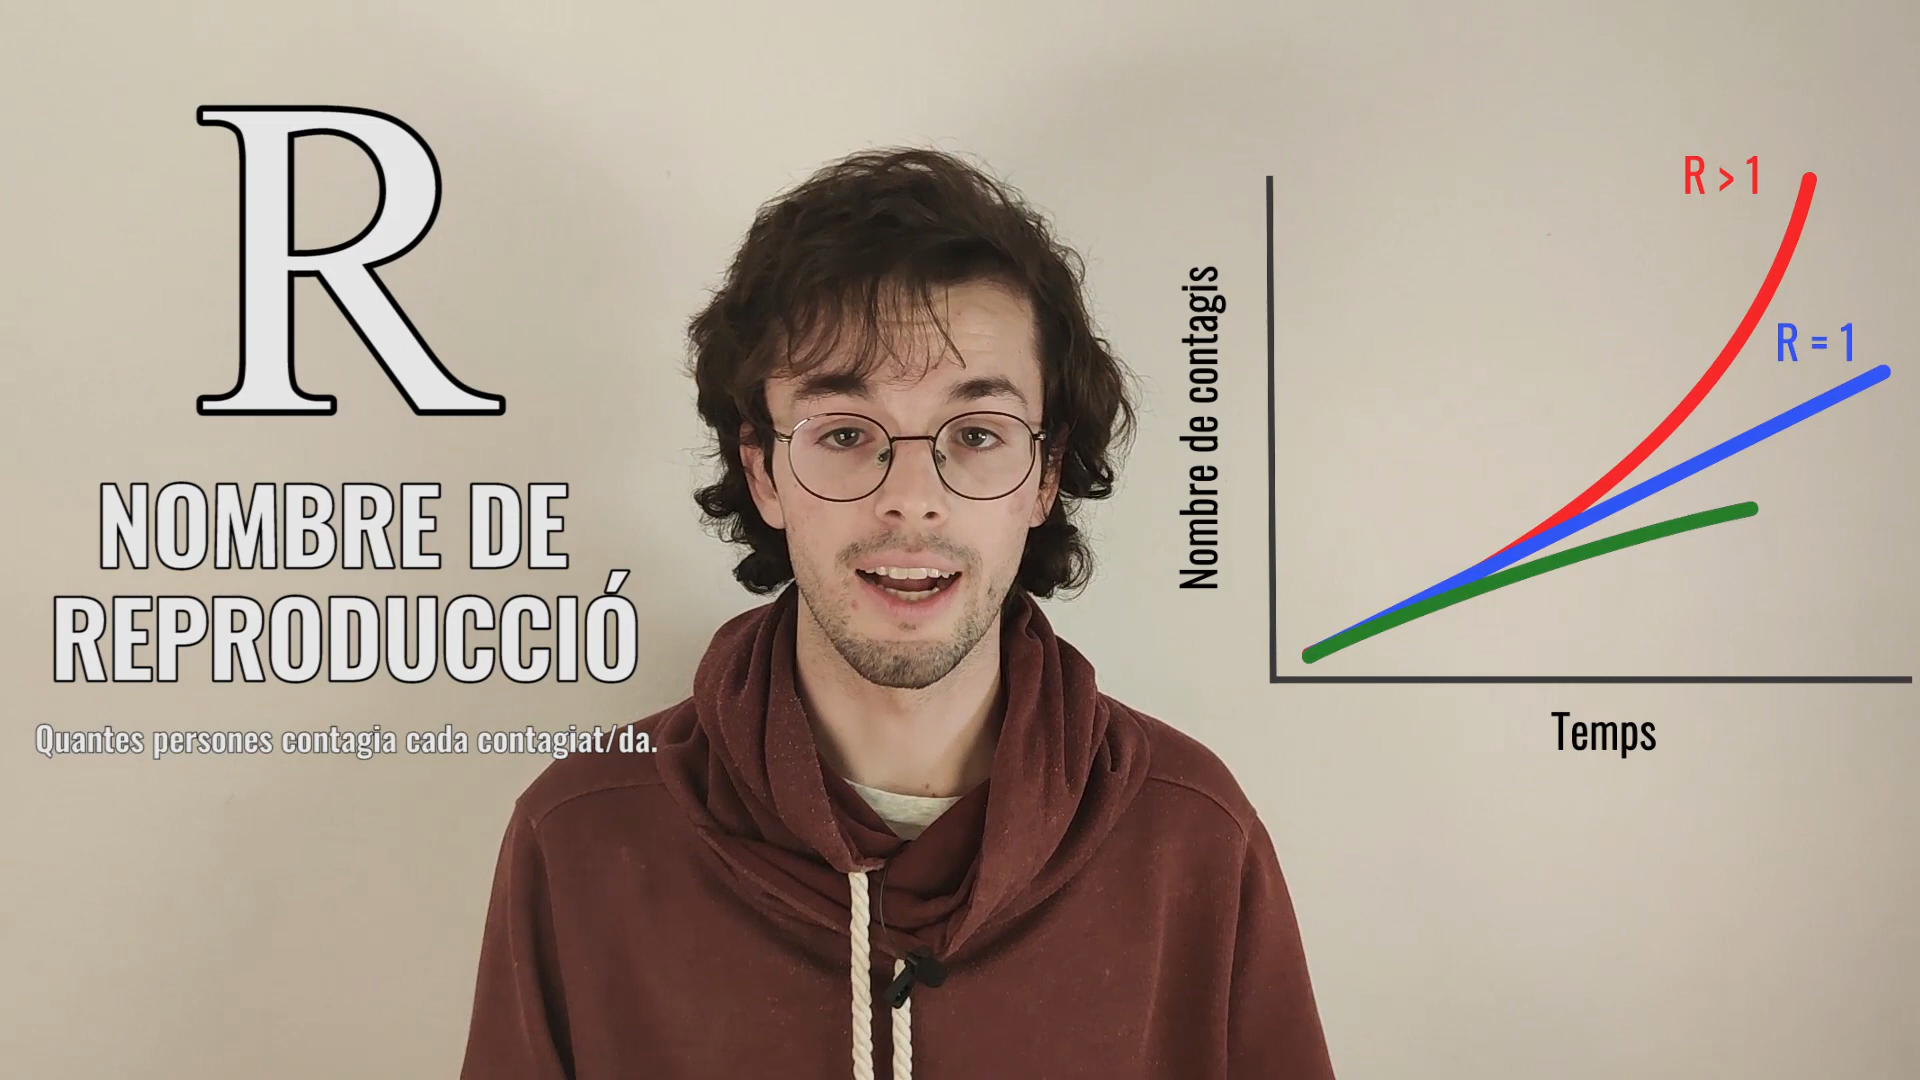 R
NOMBRE DE
REPRODUCCIÓ
Quantes persones contagia cada contagiat/da.
Nombre de contagis
R > 1
R = 1
Temps